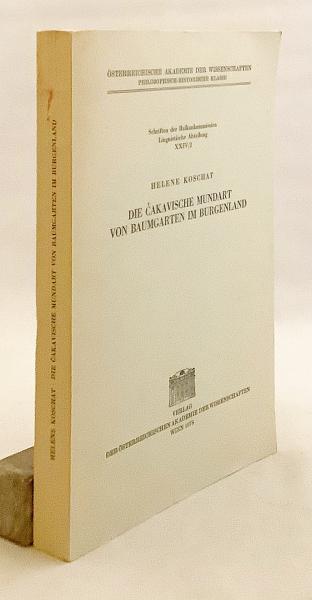 ÖSTERREICHISCHE AKADEMIE DER WISSENSCHAFTEN
PHILOSOPHISCH-HISTORISCHE KLASSE
Schriften der Balkankommission
Linguistische Abteilung
XXIV/2
HELENE KOSCHAT
DIE ČAKAVISCHE MUNDART
VON BAUMGARTEN IM BURGENLAND
VERLAG
DER ÖSTERREICHISCHEN AKADEMIE DER WISSENSCHAFTEN
WIEN 1978
HELENE KOSCHAT DIE ČAKAVISCHE MUNDART VON BAUMGARTEN IM BURGENLAND